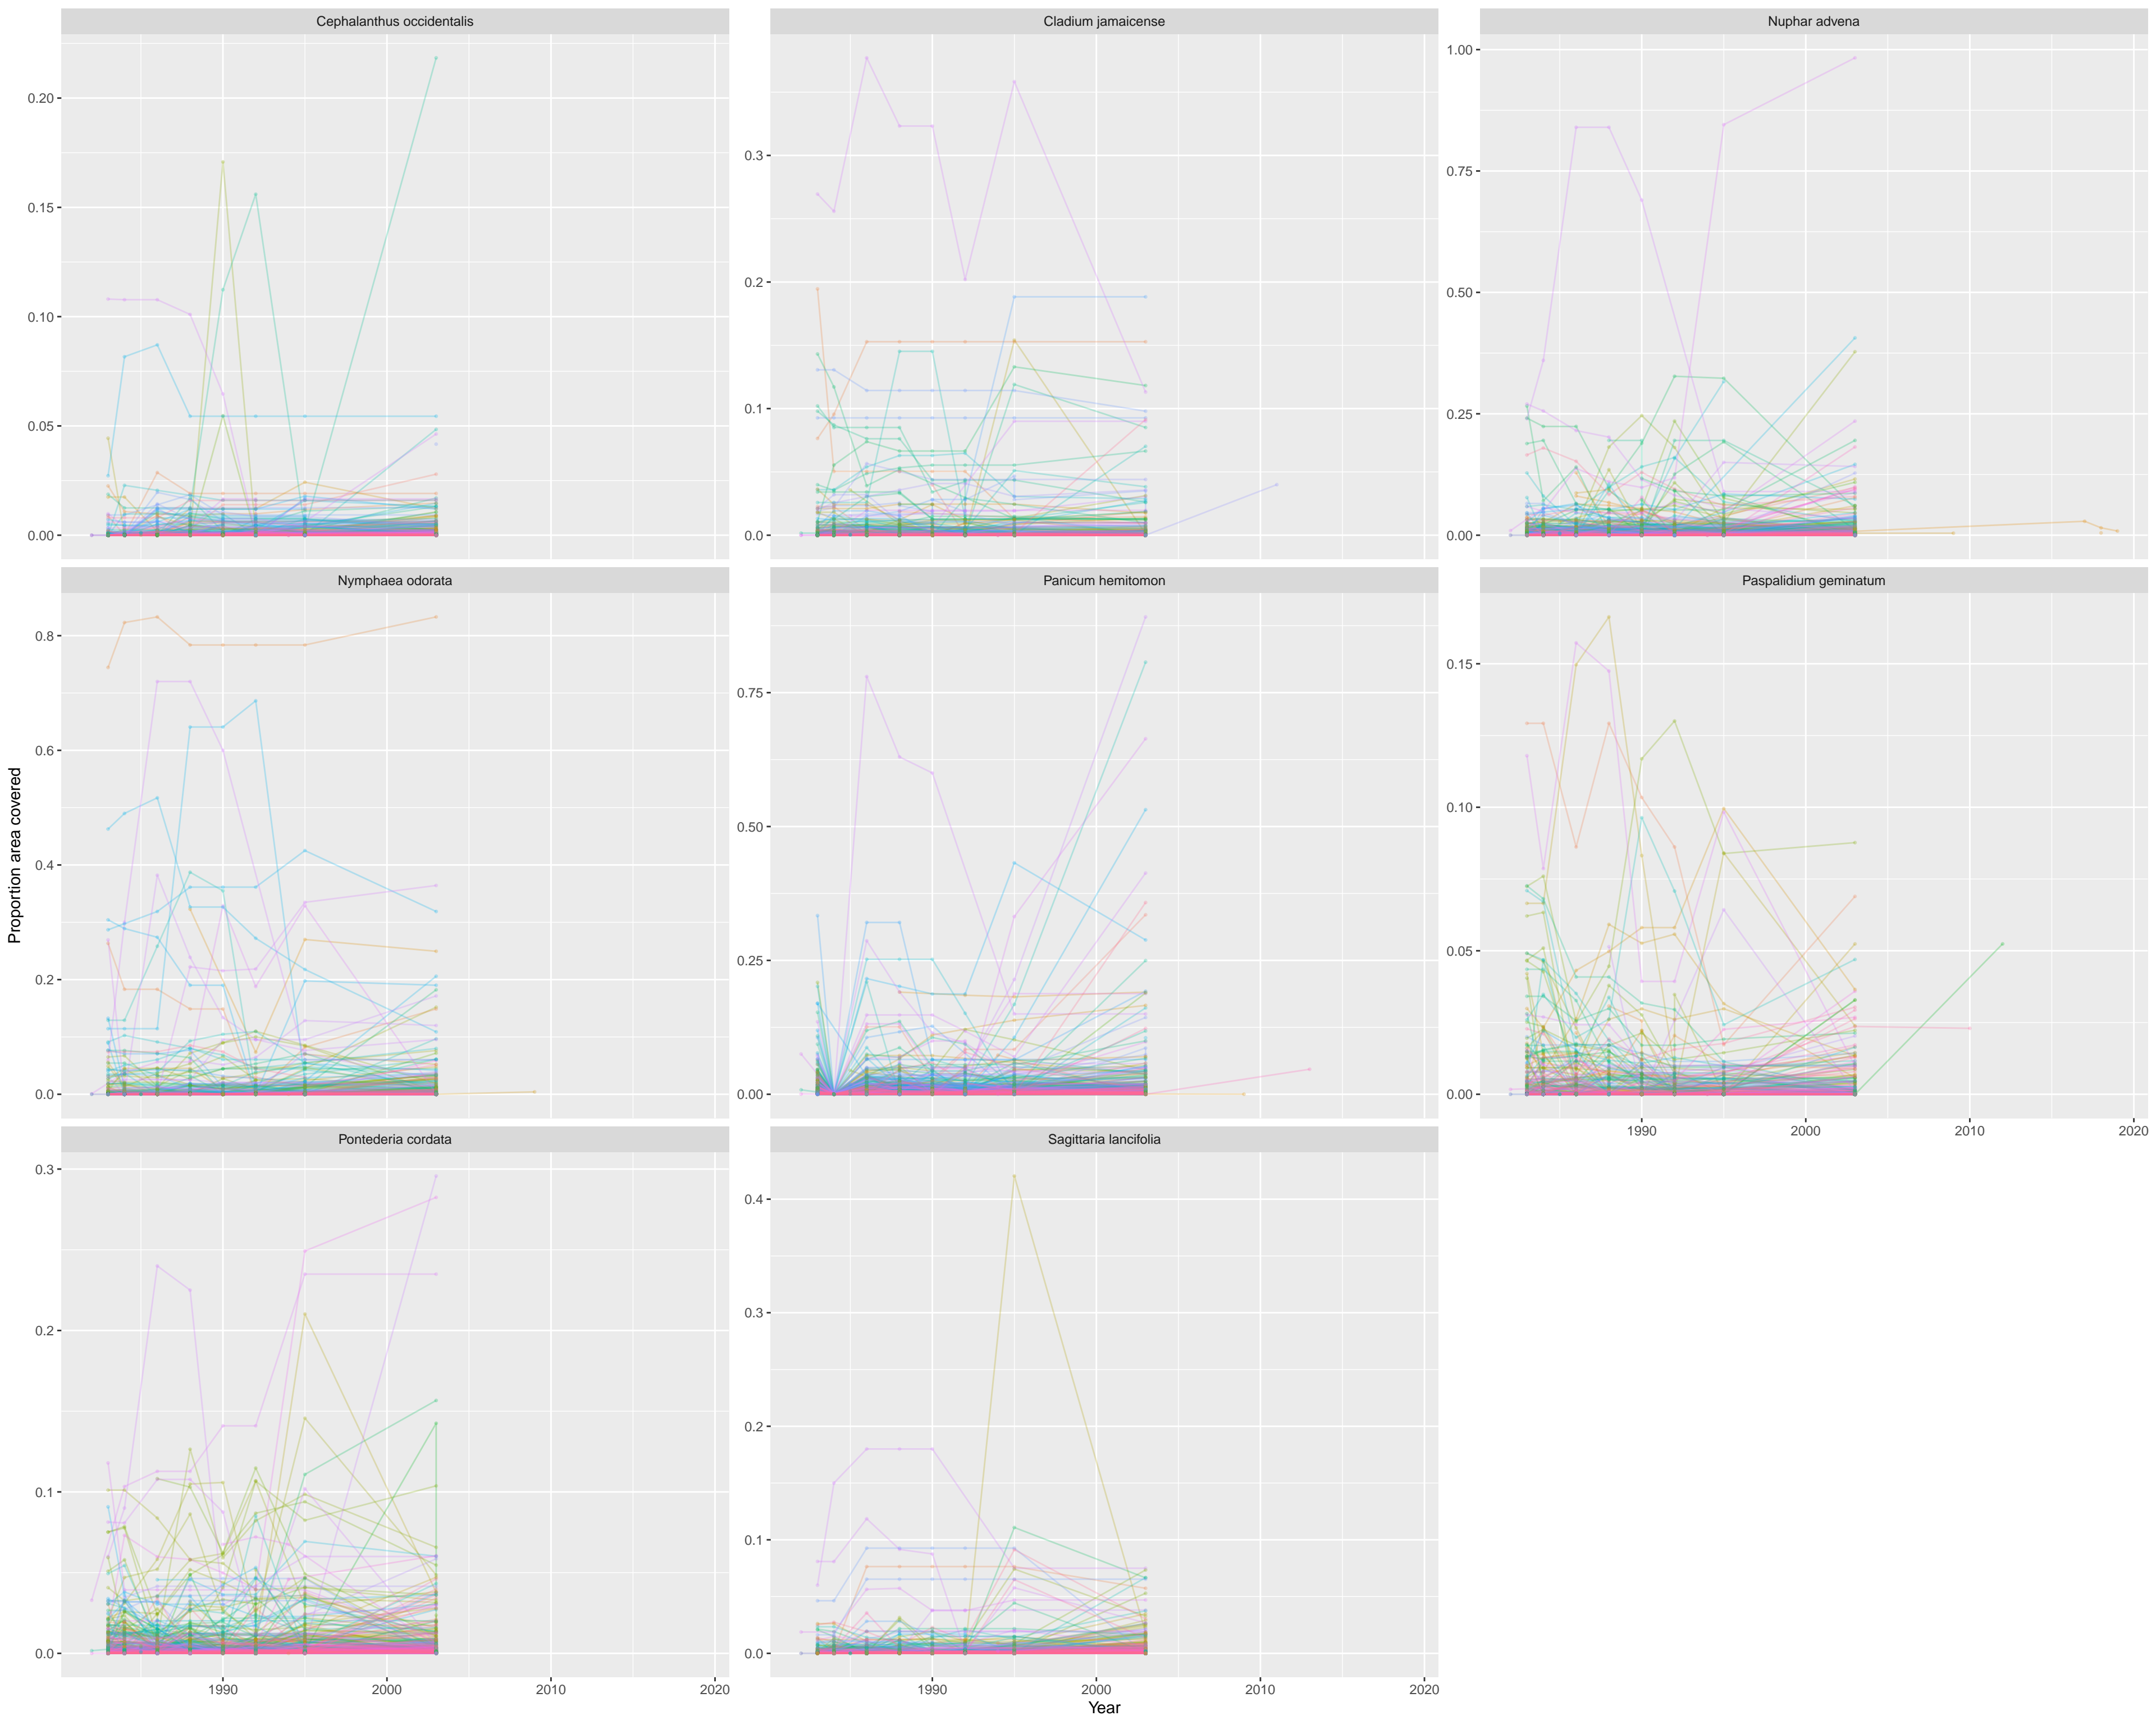 Cephalanthus occidentalis
Cladium jamaicense
Nuphar advena
0.20
0.15
0.10
0.05
0.00
0.3
0.2
0.1
0.0
1.00
0.75
0.50
0.25
0.00
Nymphaea odorata
Panicum hemitomon
Paspalidium geminatum
0.8
0.6
0.4
0.2
0.0
0.75
0.50
0.25
0.00
0.15
0.10
0.05
0.00
1990 2000 2010 2020
Proportion area covered
Pontederia cordata
Sagittaria lancifolia
0.3
0.2
0.1
0.0
0.4
0.3
0.2
0.1
0.0
1990 2000 2010 2020
1990 2000 2010 2020
Year